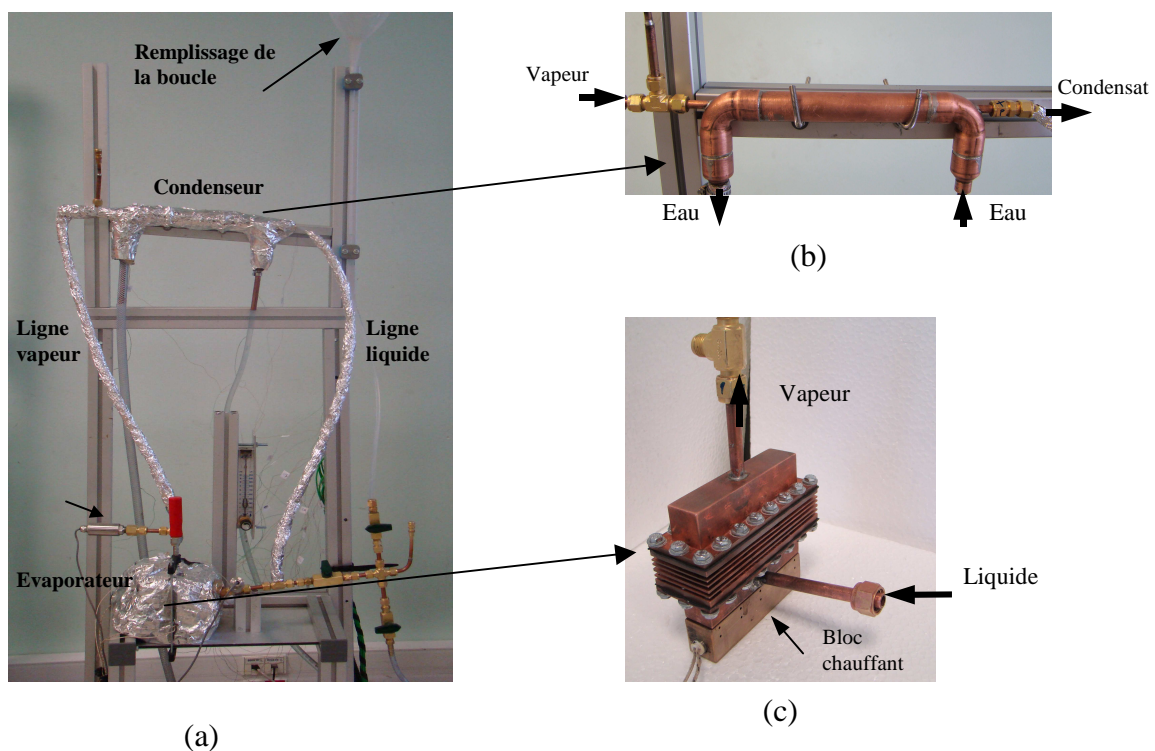 Remplissage de
la boucle
Condenseur
Ligne
vapeur
Ligne
liquide
Evaporateur
(a)
Vapeur
Condensat
Eau
Eau
(b)
Vapeur
Liquide
Bloc
chauffant
(c)